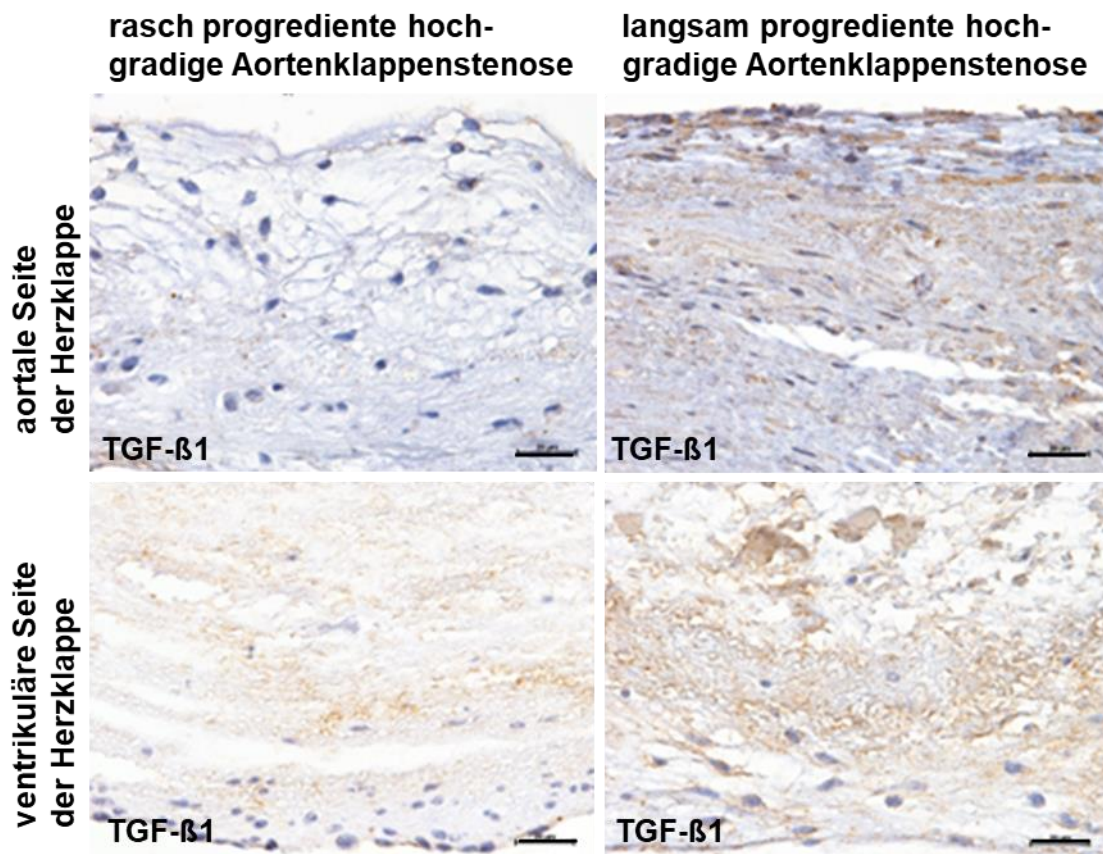 rasch progrediente hoch-
gradige Aortenklappenstenose
langsam progrediente hoch-
gradige Aortenklappenstenose
aortale Seite
der Herzklappe
TGF-ß1
TGF-ß1
ventrikuläre Seite
der Herzklappe
TGF-ß1
TGF-ß1